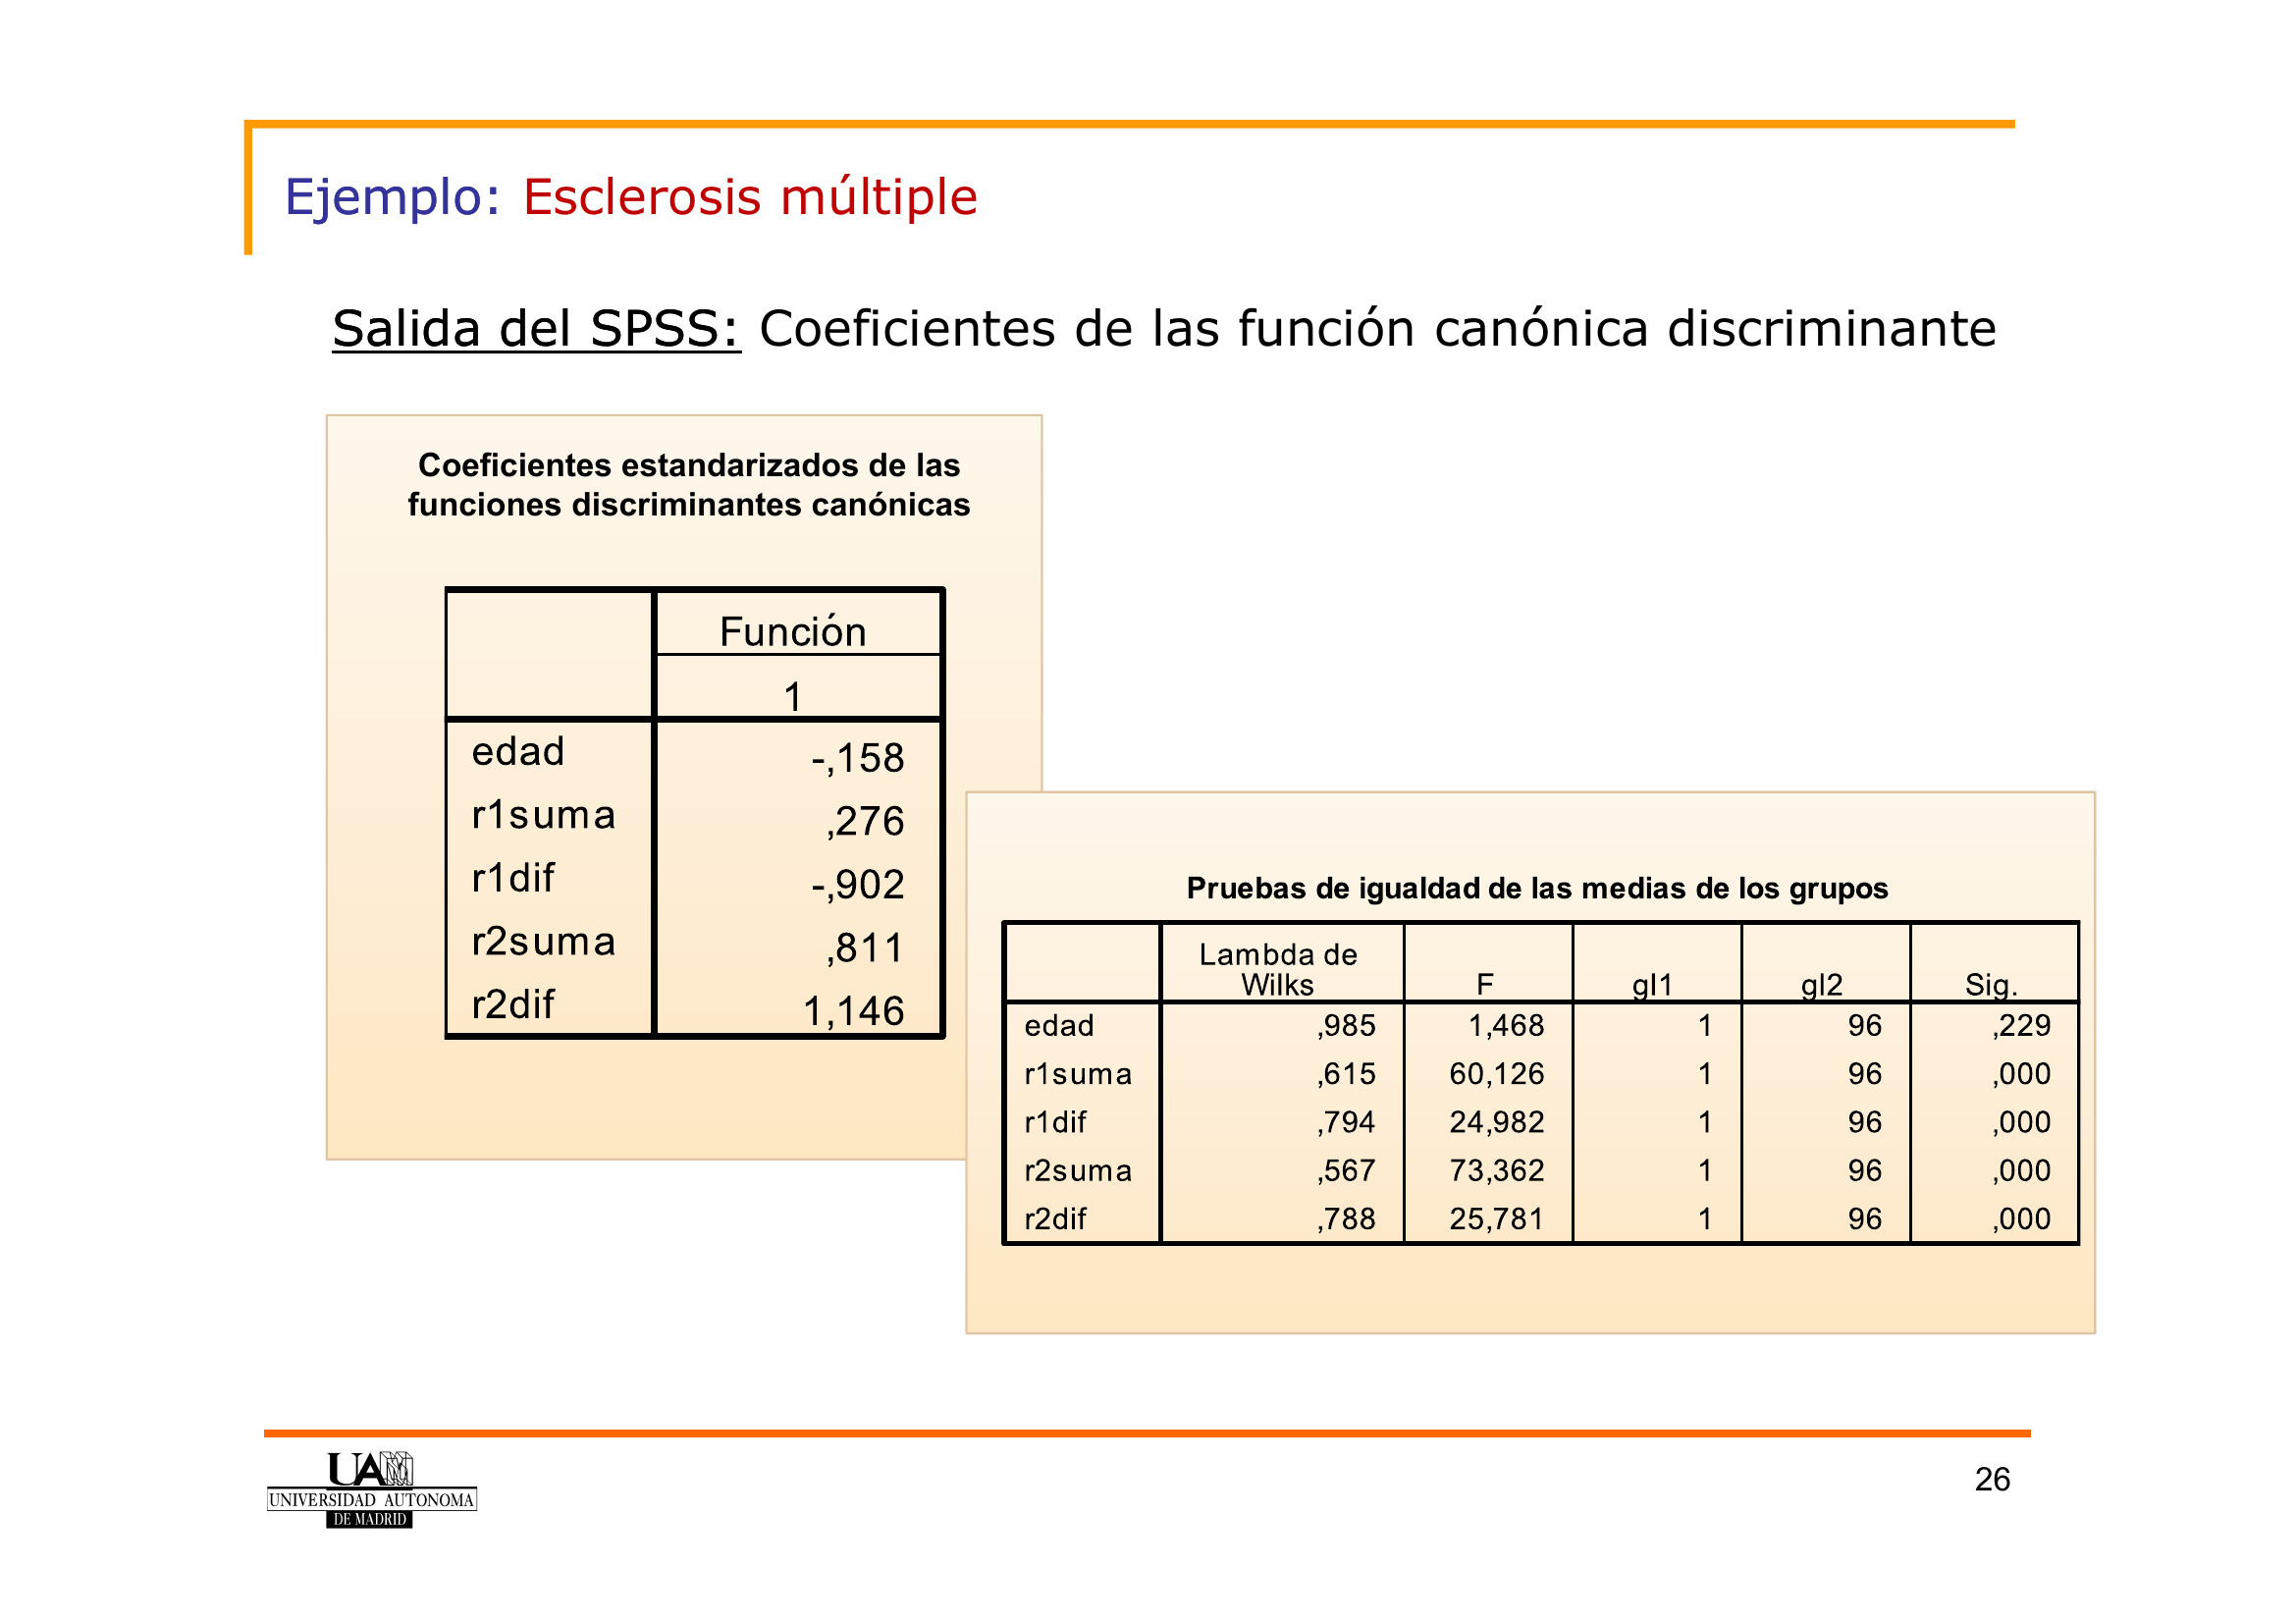 Ejemplo: Esclerosis múltiple
Salida del SPSS: Coeficientes de las función canónica discriminante
Coeficientes estandarizados de las
funciones discriminantes canónicas
Función
1
edad -,158
r1suma ,276
r1dif -,902
r2suma ,811
r2dif 1,146
Pruebas de igualdad de las medias de los grupos
Lambda de
Wilks F gl1 gl2 Sig.
edad ,985 1,468 1 96 ,229
r1suma ,615 60,126 1 96 ,000
r1dif ,794 24,982 1 96 ,000
r2suma ,567 73,362 1 96 ,000
r2dif ,788 25,781 1 96 ,000
UAM
UNIVERSIDAD AUTONOMA
DE MADRID
26